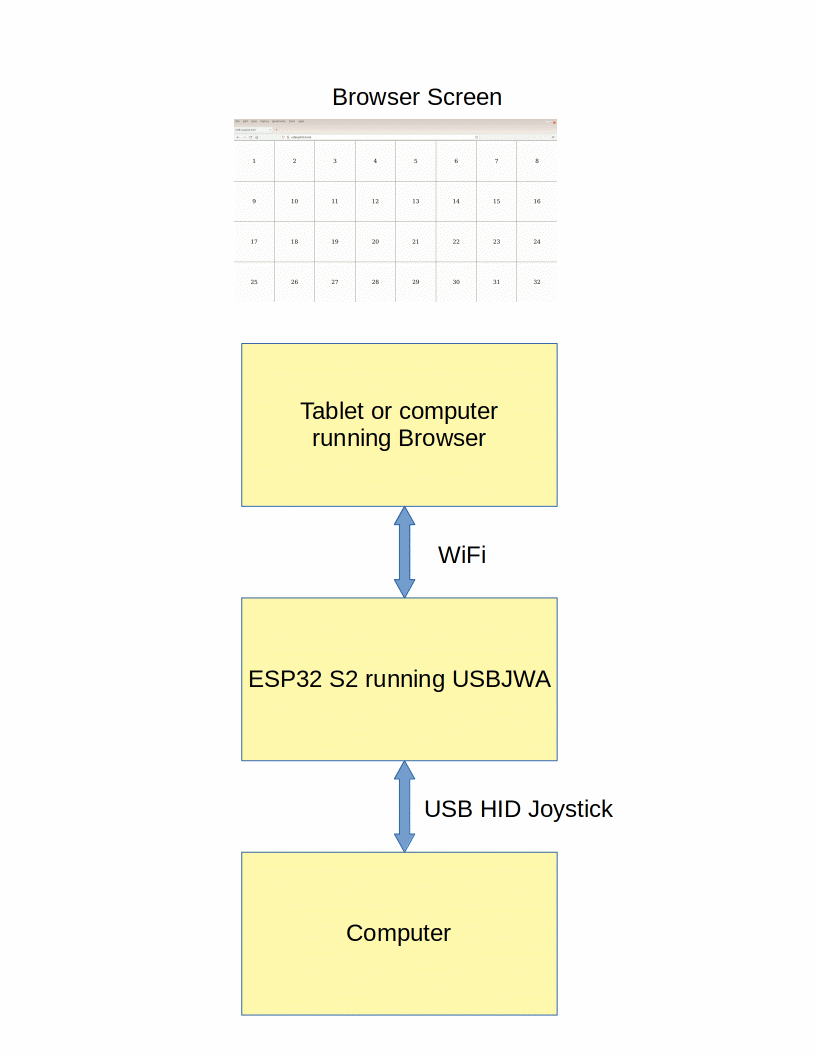 Browser Screen
1 2 3 4 5 6 7 8
9 10 11 12 13 14 15 16
17 18 19 20 21 22 23 24
25 26 27 28 29 30 31 32
Tablet or computer
running Browser
WiFi
ESP32 S2 running USBJWA
USB HID Joystick
Computer